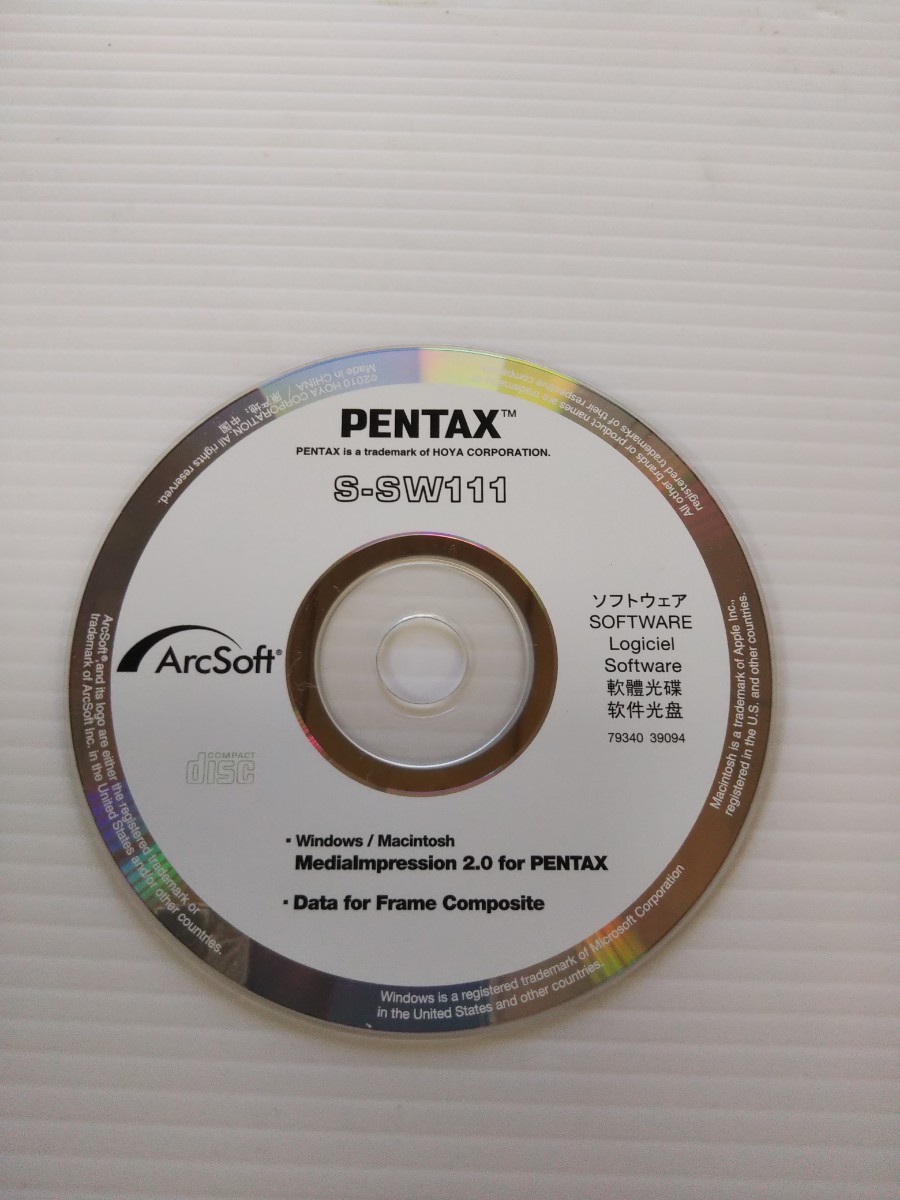 PENTAX™
PENTAX is a trademark of HOYA CORPORATION.
S-SW111
ArcSoft®
COMPACT
disc
ソフトウェア
SOFTWARE
Logiciel
Software
軟體光碟
软件光盘
79340 39094
· Windows / Macintosh
MediaImpression 2.0 for PENTAX
· Data for Frame Composite
©2010 HOYA CORPORATION. All rights reserved.
Made in CHINA / 原产地: 中国
All other brands or product names are trademarks or
registered trademarks of their respective companies.
Macintosh is a trademark of Apple Inc.,
registered in the U.S. and other countries.
Windows is a registered trademark of Microsoft Corporation
in the United States and other countries.
ArcSoft® and its logo are either the registered trademark or
trademark of ArcSoft Inc. in the United States and/or other countries.